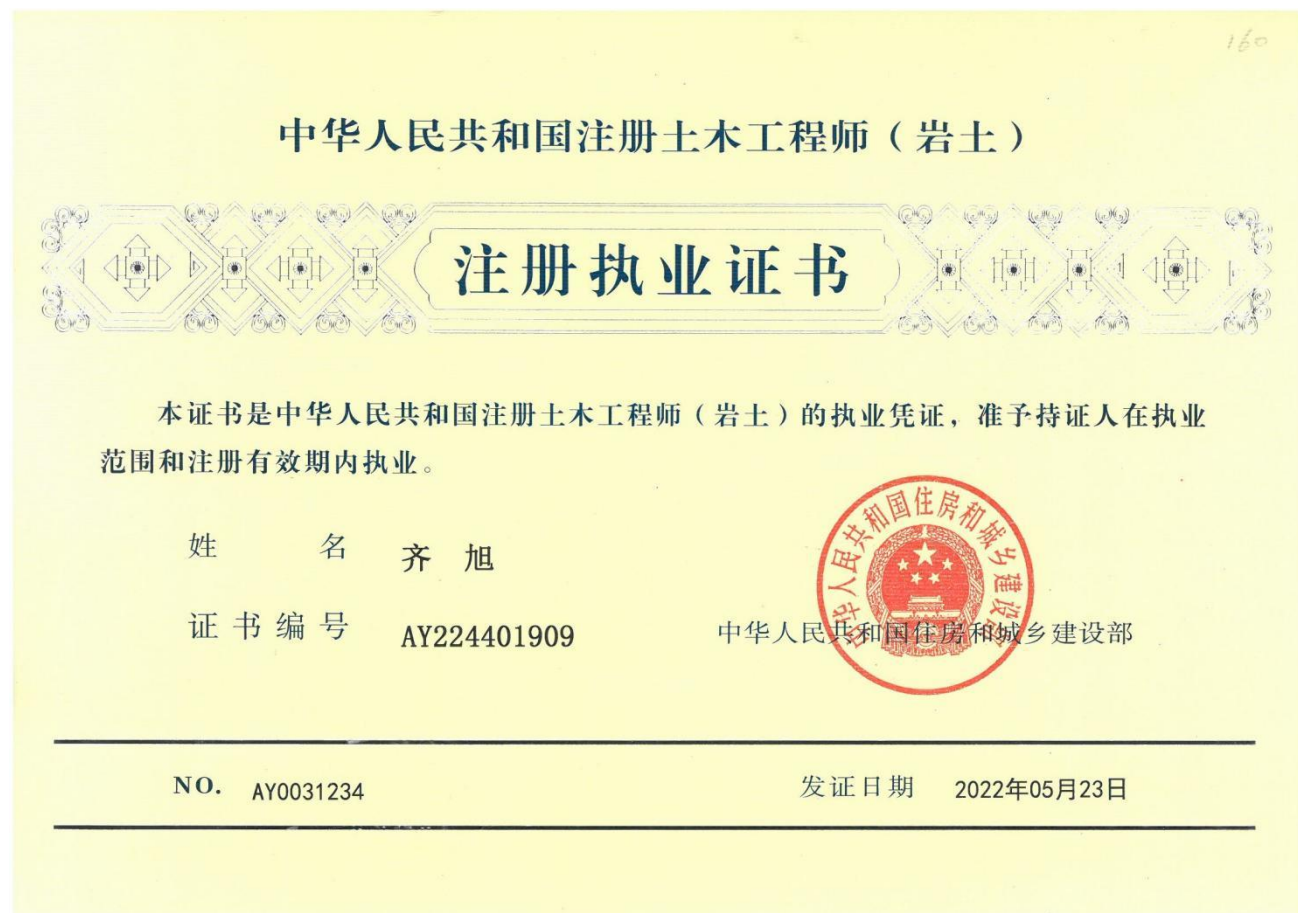 160
中华人民共和国注册土木工程师（岩土）
注册执业证书
本证书是中华人民共和国注册土木工程师（岩土）的执业凭证，准予持证人在执业
范围和注册有效期内执业。
姓 名 齐 旭
证书编号 AY224401909
中华人民共和国住房和城乡建设部
中华人民共和国住房和城乡建设部
NO. AY0031234
发证日期 2022年05月23日